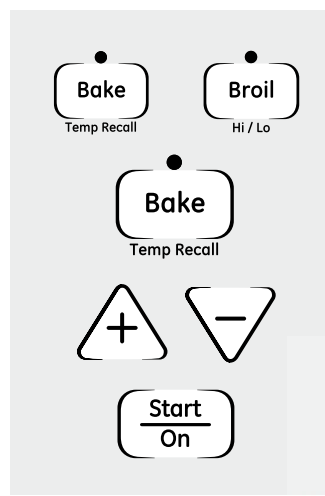 Bake Broil
Temp Recall Hi / Lo
Bake
Temp Recall
+ −
Start
On